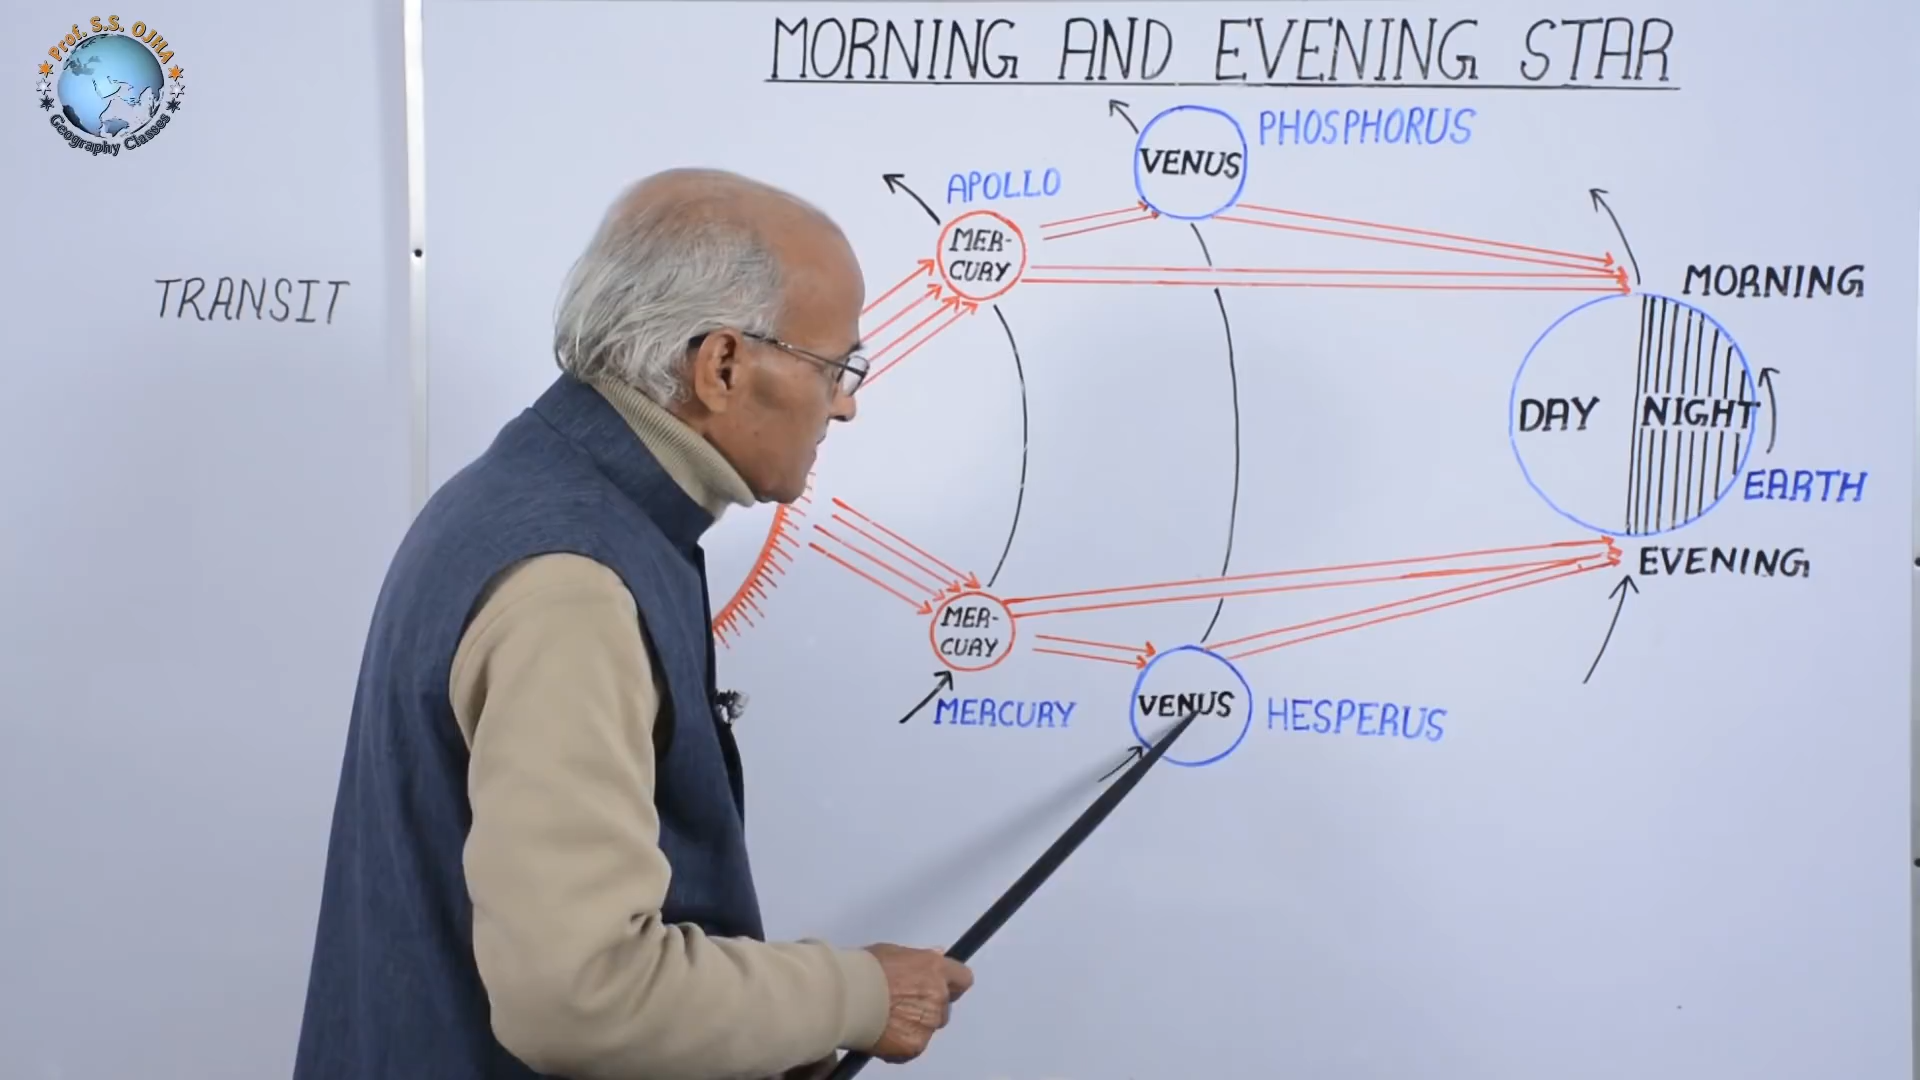 Prof. S.S. OJHA
Geography Classes
MORNING AND EVENING STAR
PHOSPHORUS
VENUS
APOLLO
MER-
CURY
TRANSIT
MORNING
DAY
NIGHT
EARTH
EVENING
MER-
CURY
MERCURY
VENUS
HESPERUS